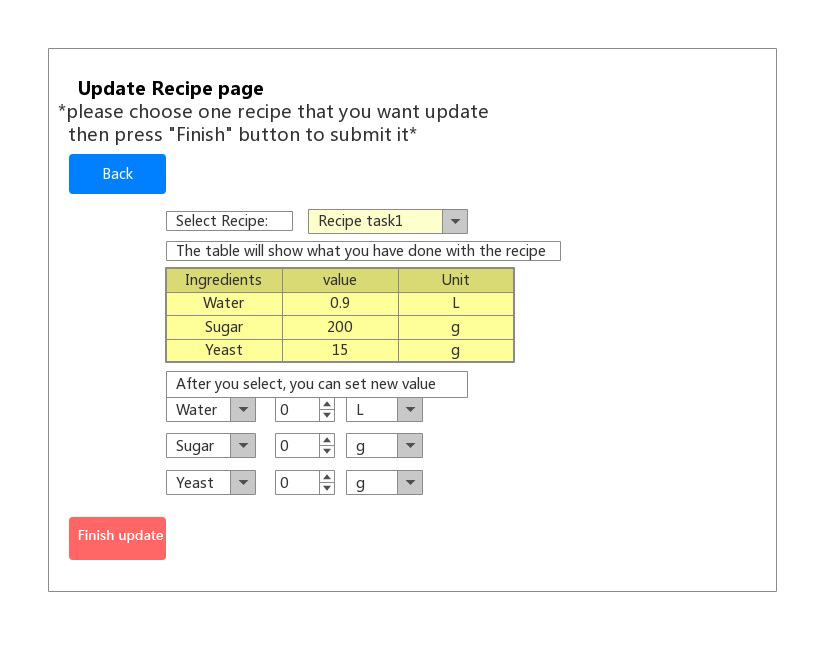 Update Recipe page
*please choose one recipe that you want update
then press "Finish" button to submit it*
Back
Select Recipe: Recipe task1
The table will show what you have done with the recipe
Ingredients value Unit
Water 0.9 L
Sugar 200 g
Yeast 15 g
After you select, you can set new value
Water 0 L
Sugar 0 g
Yeast 0 g
Finish update